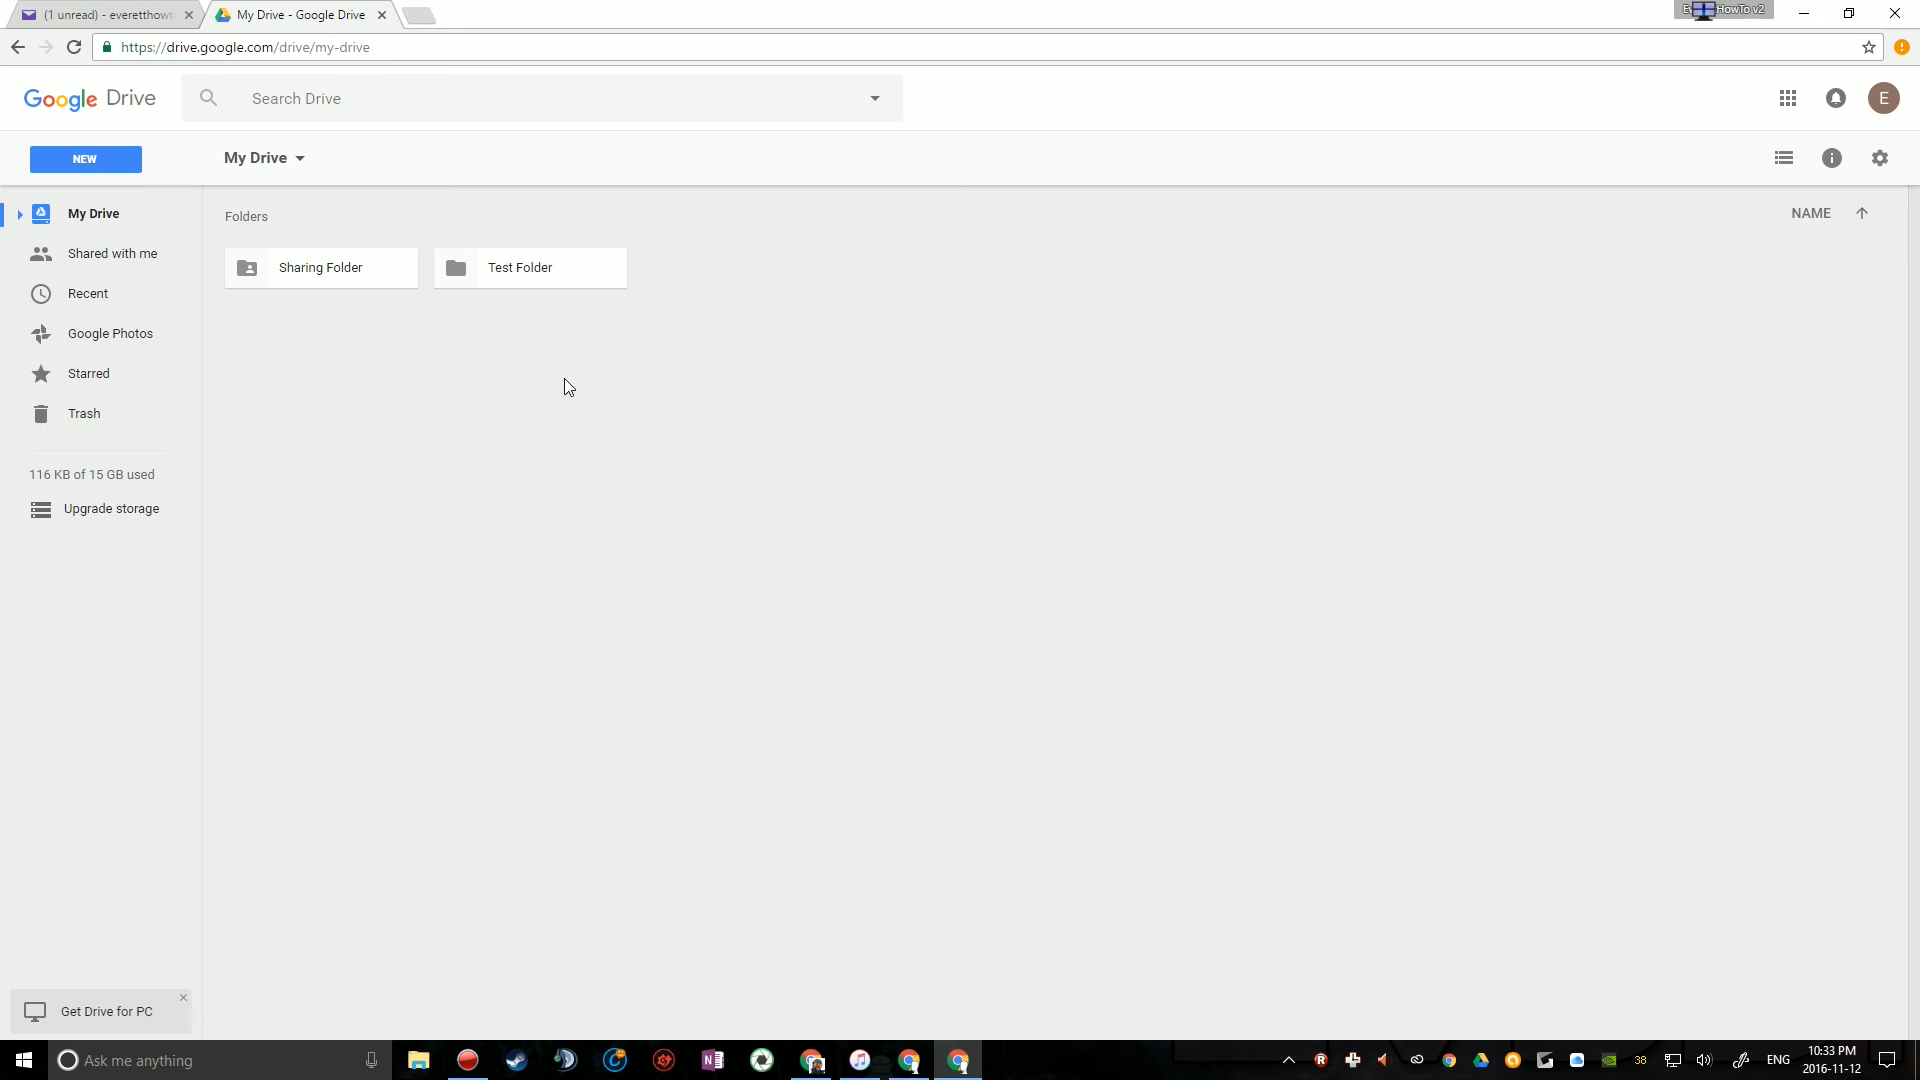 (1 unread) - everetthowt
My Drive - Google Drive
HowTo v2
https://drive.google.com/drive/my-drive
Google Drive
Search Drive
E
NEW
My Drive
My Drive
Shared with me
Recent
Google Photos
Starred
Trash
116 KB of 15 GB used
Upgrade storage
Folders
NAME
Sharing Folder
Test Folder
Get Drive for PC
Ask me anything
38
ENG
10:33 PM
2016-11-12